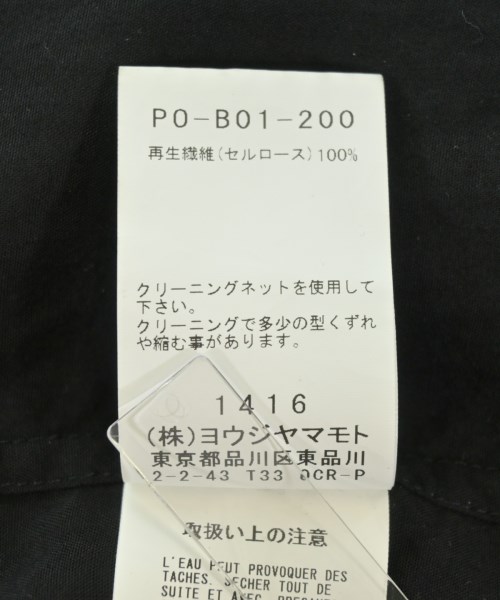 PO-B01-200
再生繊維(セルロース)100%
クリーニングネットを使用して
下さい。
クリーニングで多少の型くずれ
や縮む事があります。
1416
(株)ヨウジヤマモト
東京都品川区東品川
2-2-43 T33 OCR-P
取扱い上の注意
L'EAU PEUT PROVOQUER DES
TACHES. SECHER TOUT DE
SUITE ET AVEC